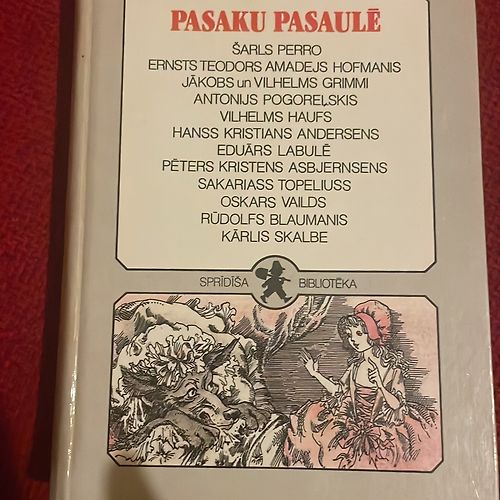 PASAKU PASAULĒ
ŠARLS PERRO
ERNSTS TEODORS AMADEJS HOFMANIS
JĀKOBS un VILHELMS GRIMMI
ANTONIJS POGOREĻSKIS
VILHELMS HAUFS
HANSS KRISTIANS ANDERSENS
EDUĀRS LABULĒ
PĒTERS KRISTENS ASBJERNSENS
SAKARIASS TOPELIUSS
OSKARS VAILDS
RŪDOLFS BLAUMANIS
KĀRLIS SKALBE
SPRĪDĪŠA BIBLIOTĒKA